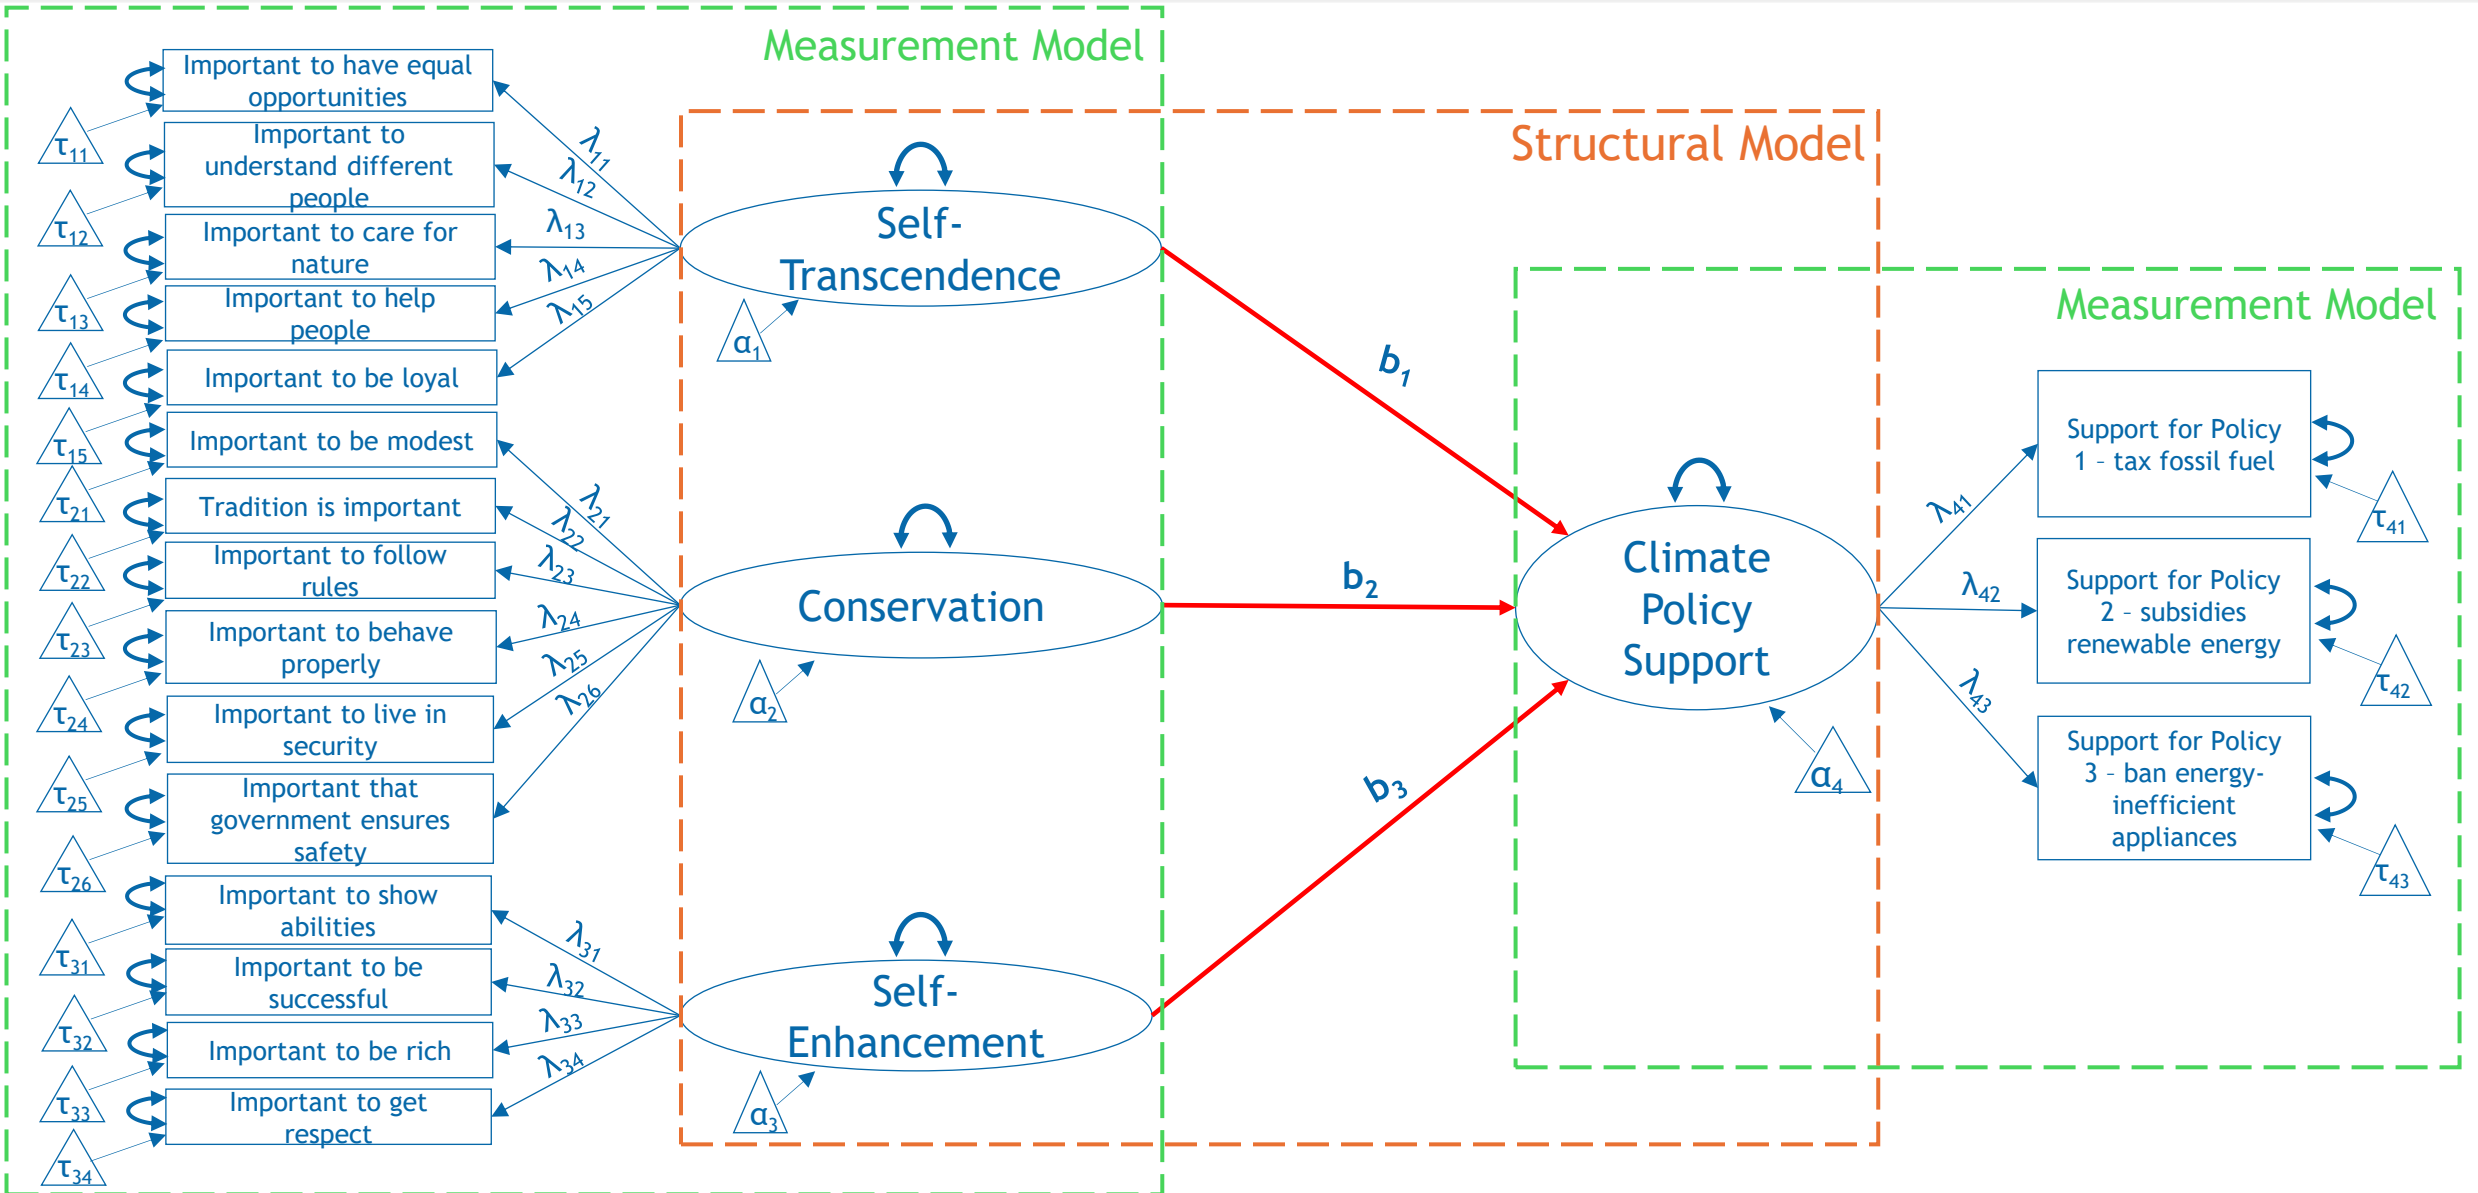 Measurement Model
Important to have equal
opportunities
τ11
λ11
Important to
understand different
people
τ12
λ12
Important to care for
nature
τ13
λ13
Important to help
people
τ14
λ14
Important to be loyal
τ15
λ15
Important to be modest
τ21
λ21
Tradition is important
τ22
λ22
Important to follow
rules
τ23
λ23
Important to behave
properly
τ24
λ24
Important to live in
security
τ25
λ25
Important that
government ensures
safety
τ26
λ26
Important to show
abilities
τ31
λ31
Important to be
successful
τ32
λ32
Important to be rich
τ33
λ33
Important to get
respect
τ34
λ34
Structural Model
Self-
Transcendence
α1
Conservation
α2
Self-
Enhancement
α3
b1
b2
b3
Climate
Policy
Support
α4
Measurement Model
λ41
λ42
λ43
Support for Policy
1 – tax fossil fuel
τ41
Support for Policy
2 – subsidies
renewable energy
τ42
Support for Policy
3 – ban energy-
inefficient
appliances
τ43